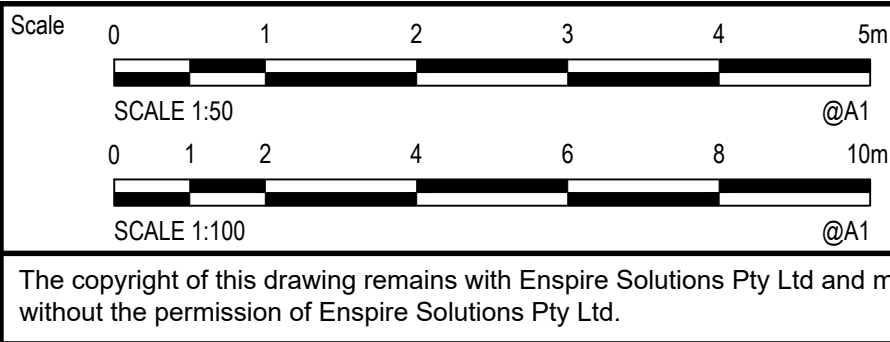 Scale
0 1 2 3 4 5m
SCALE 1:50 @A1
0 1 2 4 6 8 10m
SCALE 1:100 @A1
The copyright of this drawing remains with Enspire Solutions Pty Ltd and
without the permission of Enspire Solutions Pty Ltd.